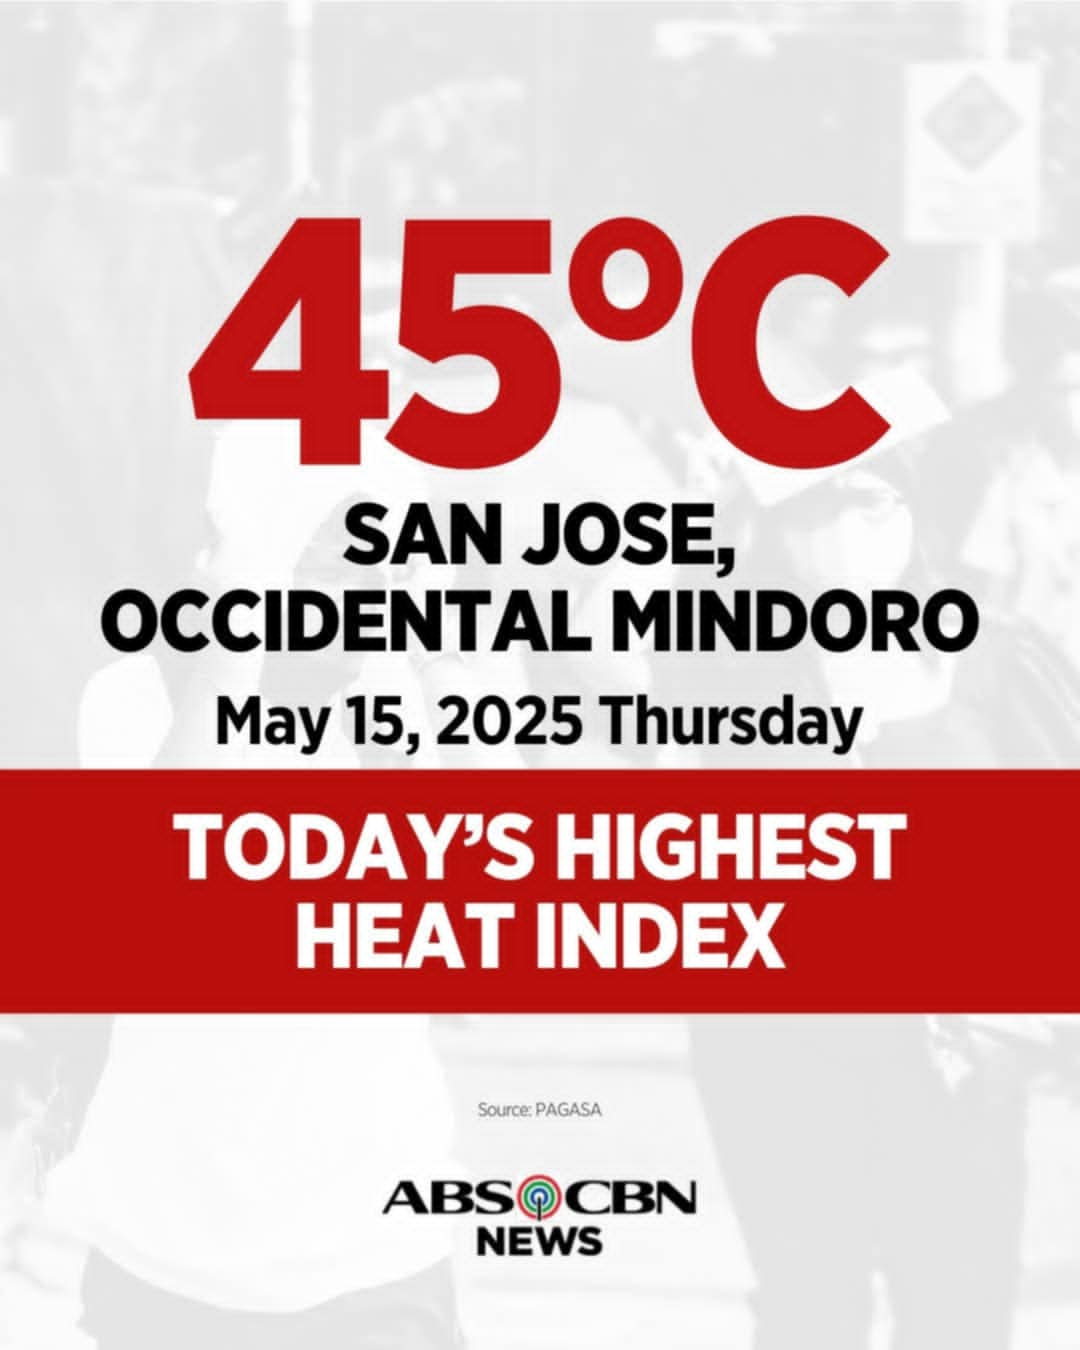 45°C
SAN JOSE,
OCCIDENTAL MINDORO
May 15, 2025 Thursday
TODAY'S HIGHEST
HEAT INDEX
Source: PAGASA
ABS CBN
NEWS